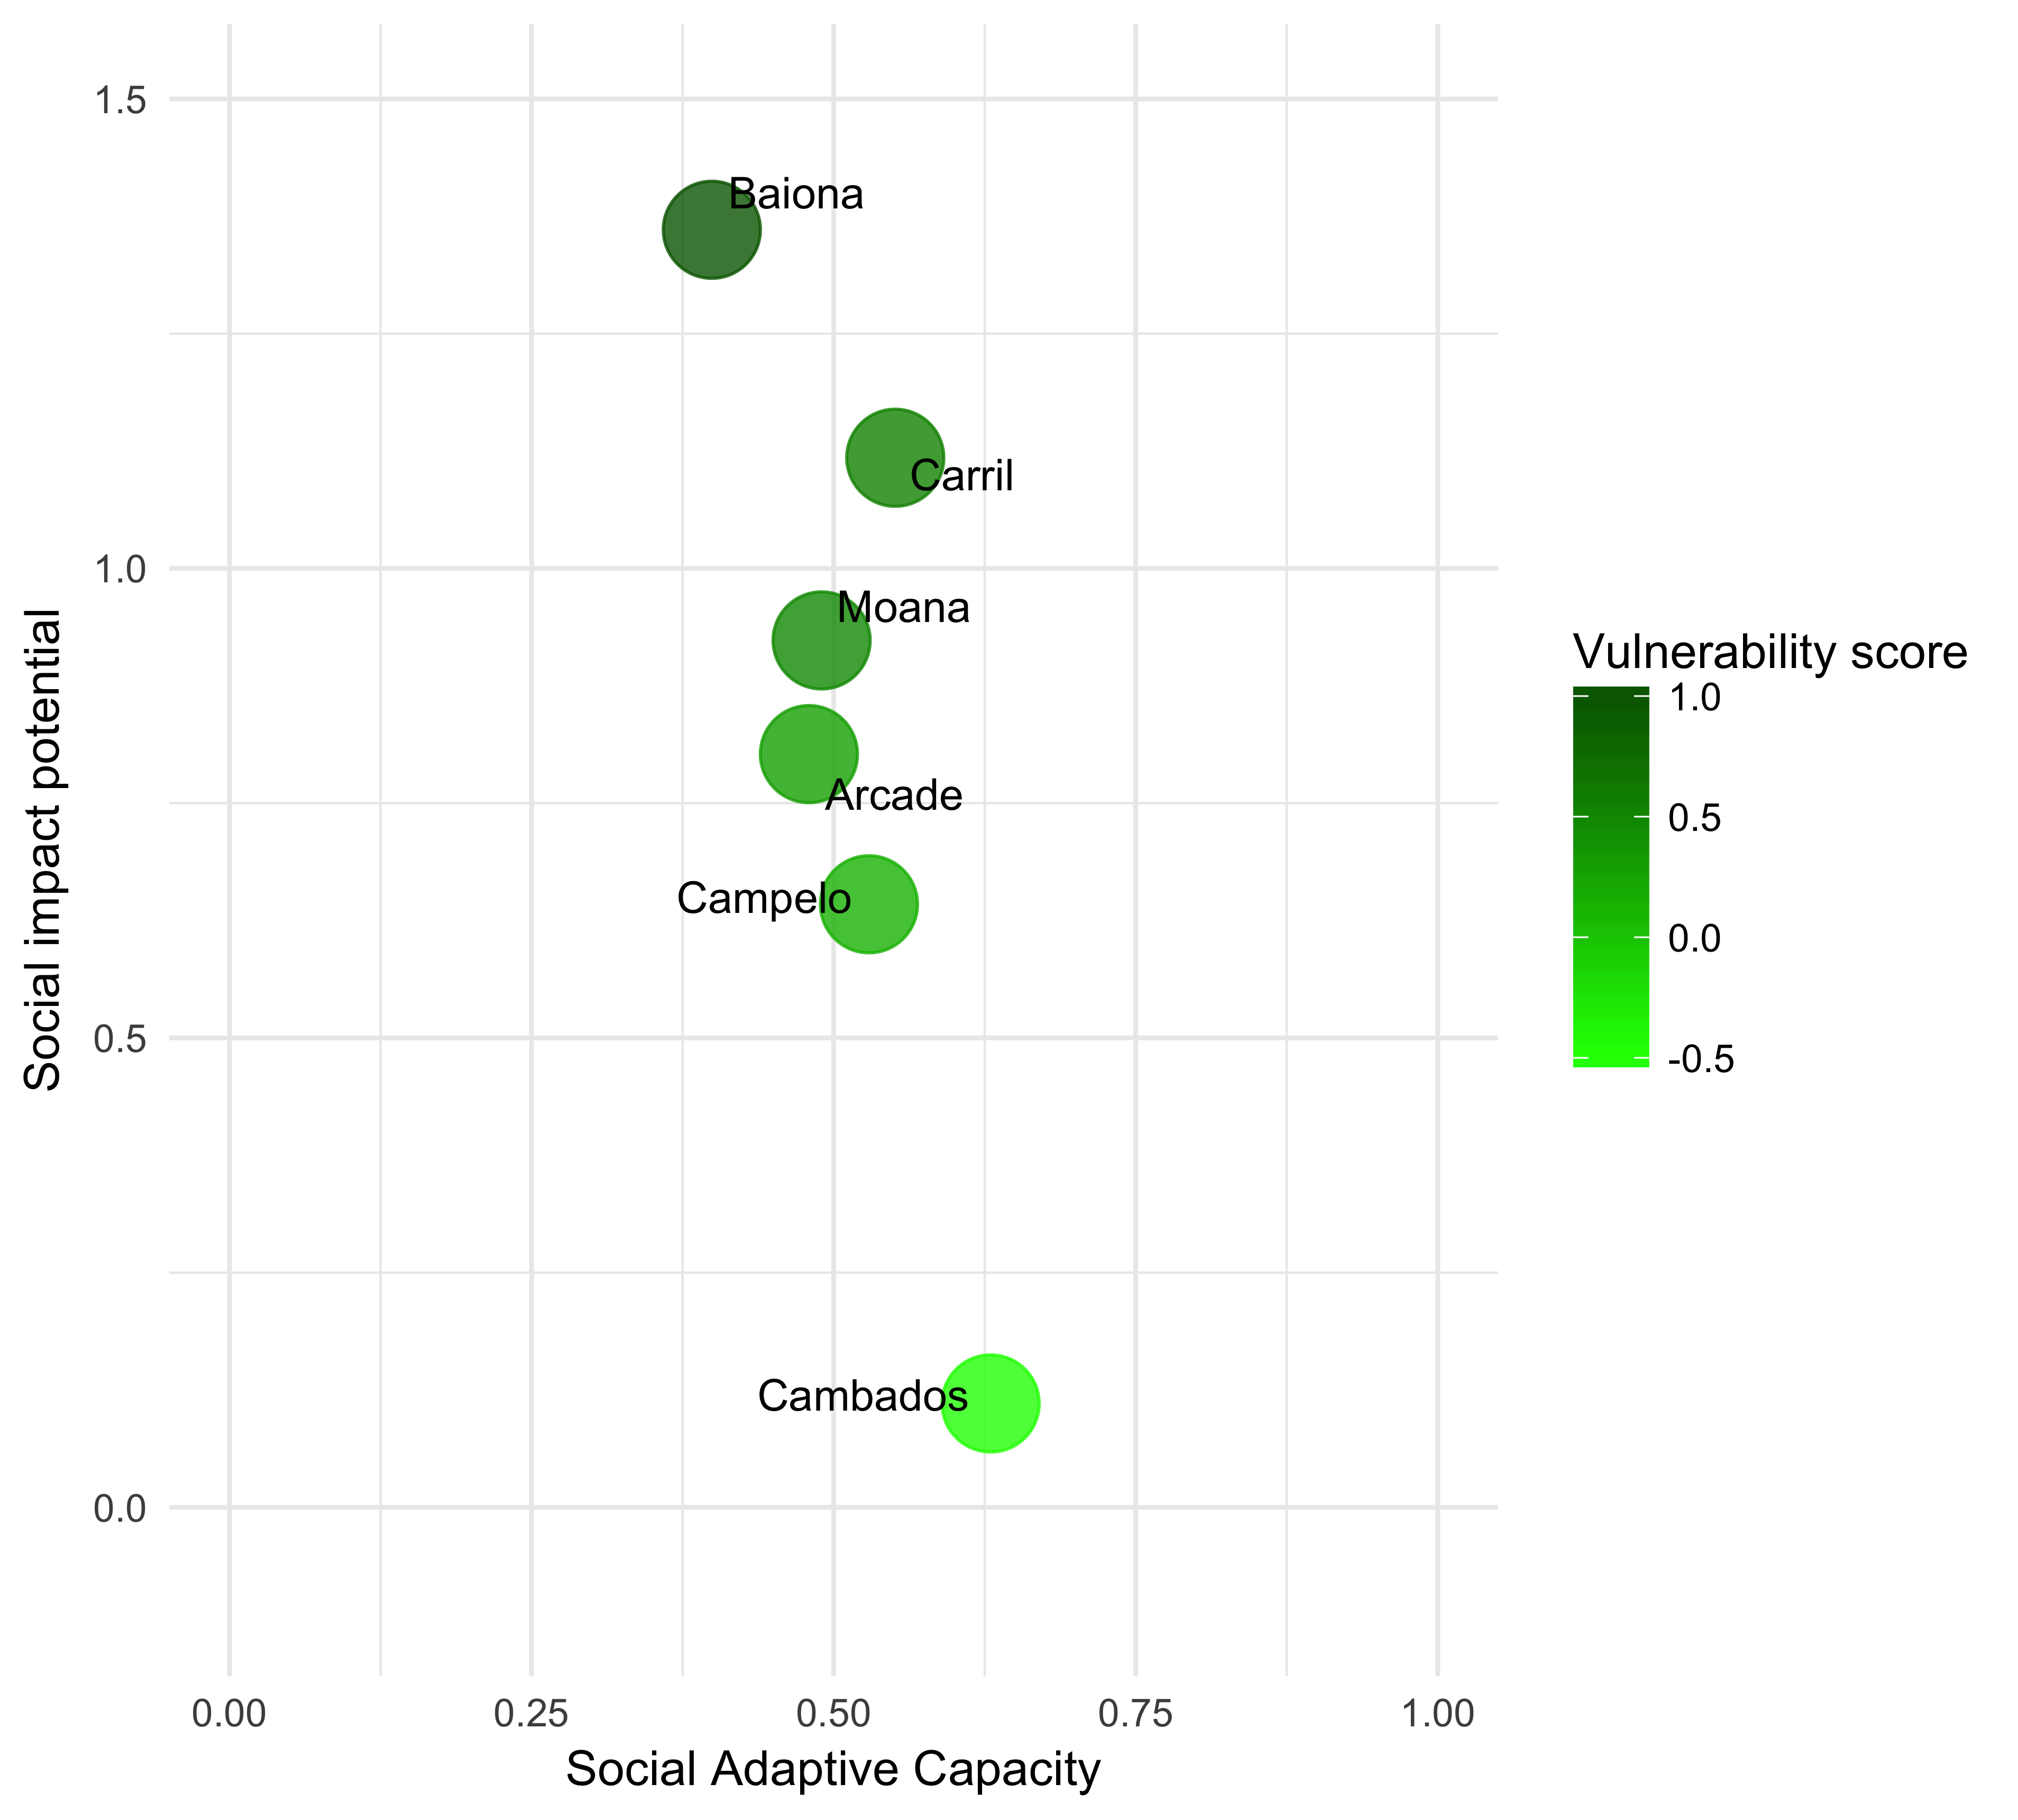 1.5
1.0
0.5
0.0
Social impact potential
Baiona
Carril
Moana
Arcade
Campelo
Cambados
0.00 0.25 0.50 0.75 1.00
Social Adaptive Capacity
Vulnerability score
1.0
0.5
0.0
-0.5